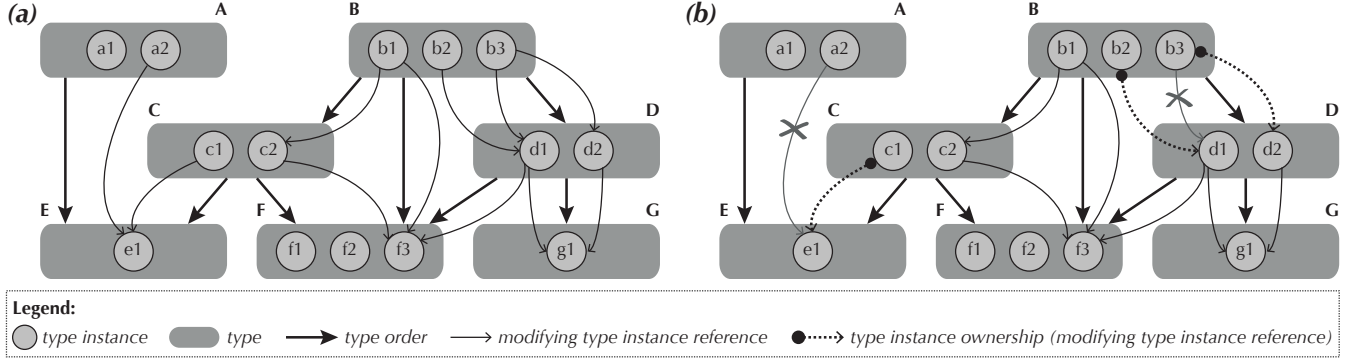 (a) A B (b) A B
a1 a2 b1 b2 b3 a1 a2 b1 b2 b3
C D C D
c1 c2 d1 d2 c1 c2 d1 d2
E F G E F G
e1 f1 f2 f3 g1 e1 f1 f2 f3 g1
Legend:
type instance type type order modifying type instance reference type instance ownership (modifying type instance reference)